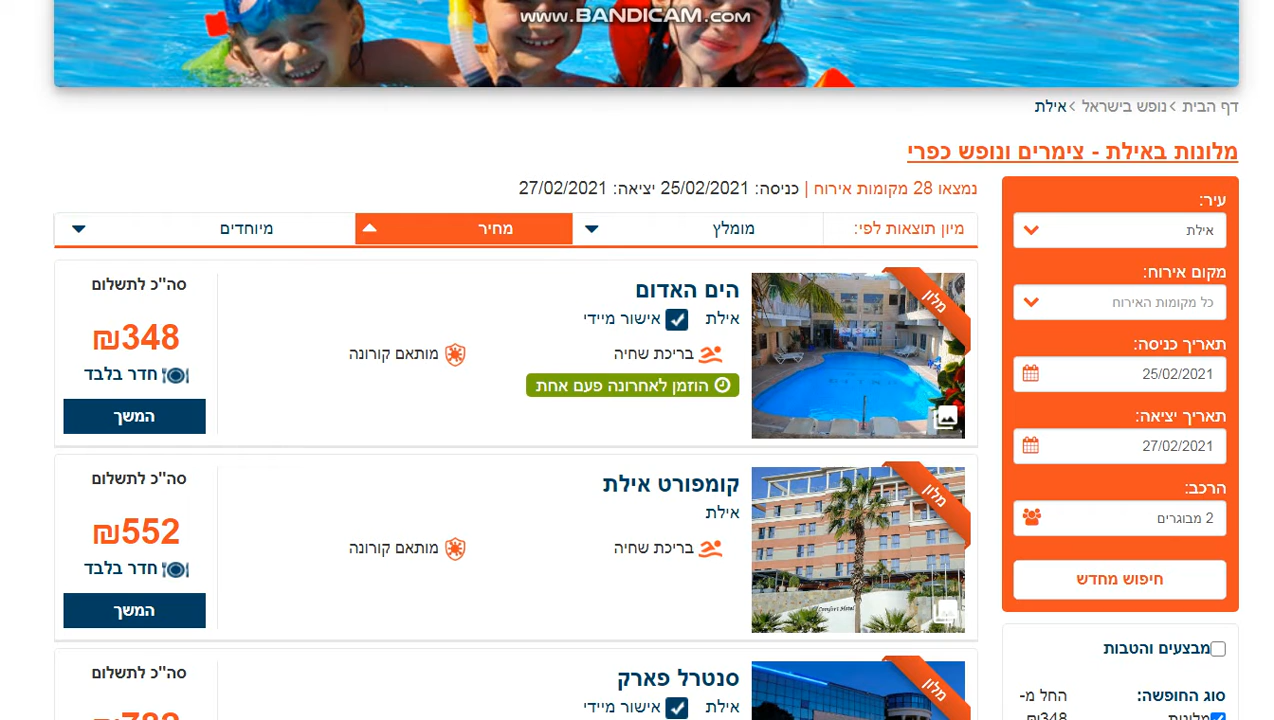 www.BANDICAM.com
דף הבית > נופש בישראל > אילת
מלונות באילת - צימרים ונופש כפרי
נמצאו 28 מקומות אירוח | כניסה: 25/02/2021 יציאה: 27/02/2021
מיון תוצאות לפי:
מומלץ
מחיר
מיוחדים
עיר:
אילת
מקום אירוח:
כל מקומות האירוח
תאריך כניסה:
25/02/2021
תאריך יציאה:
27/02/2021
הרכב:
2 מבוגרים
חיפוש מחדש
מבצעים והטבות
סוג החופשה:
החל מ-
מלונות
₪348
מלון
הים האדום
אילת
אישור מיידי
בריכת שחיה
מותאם קורונה
הוזמן לאחרונה פעם אחת
סה"כ לתשלום
₪348
חדר בלבד
המשך
מלון
קומפורט אילת
אילת
בריכת שחיה
מותאם קורונה
סה"כ לתשלום
₪552
חדר בלבד
המשך
Comfort Hotel
מלון
סנטרל פארק
אילת
אישור מיידי
סה"כ לתשלום